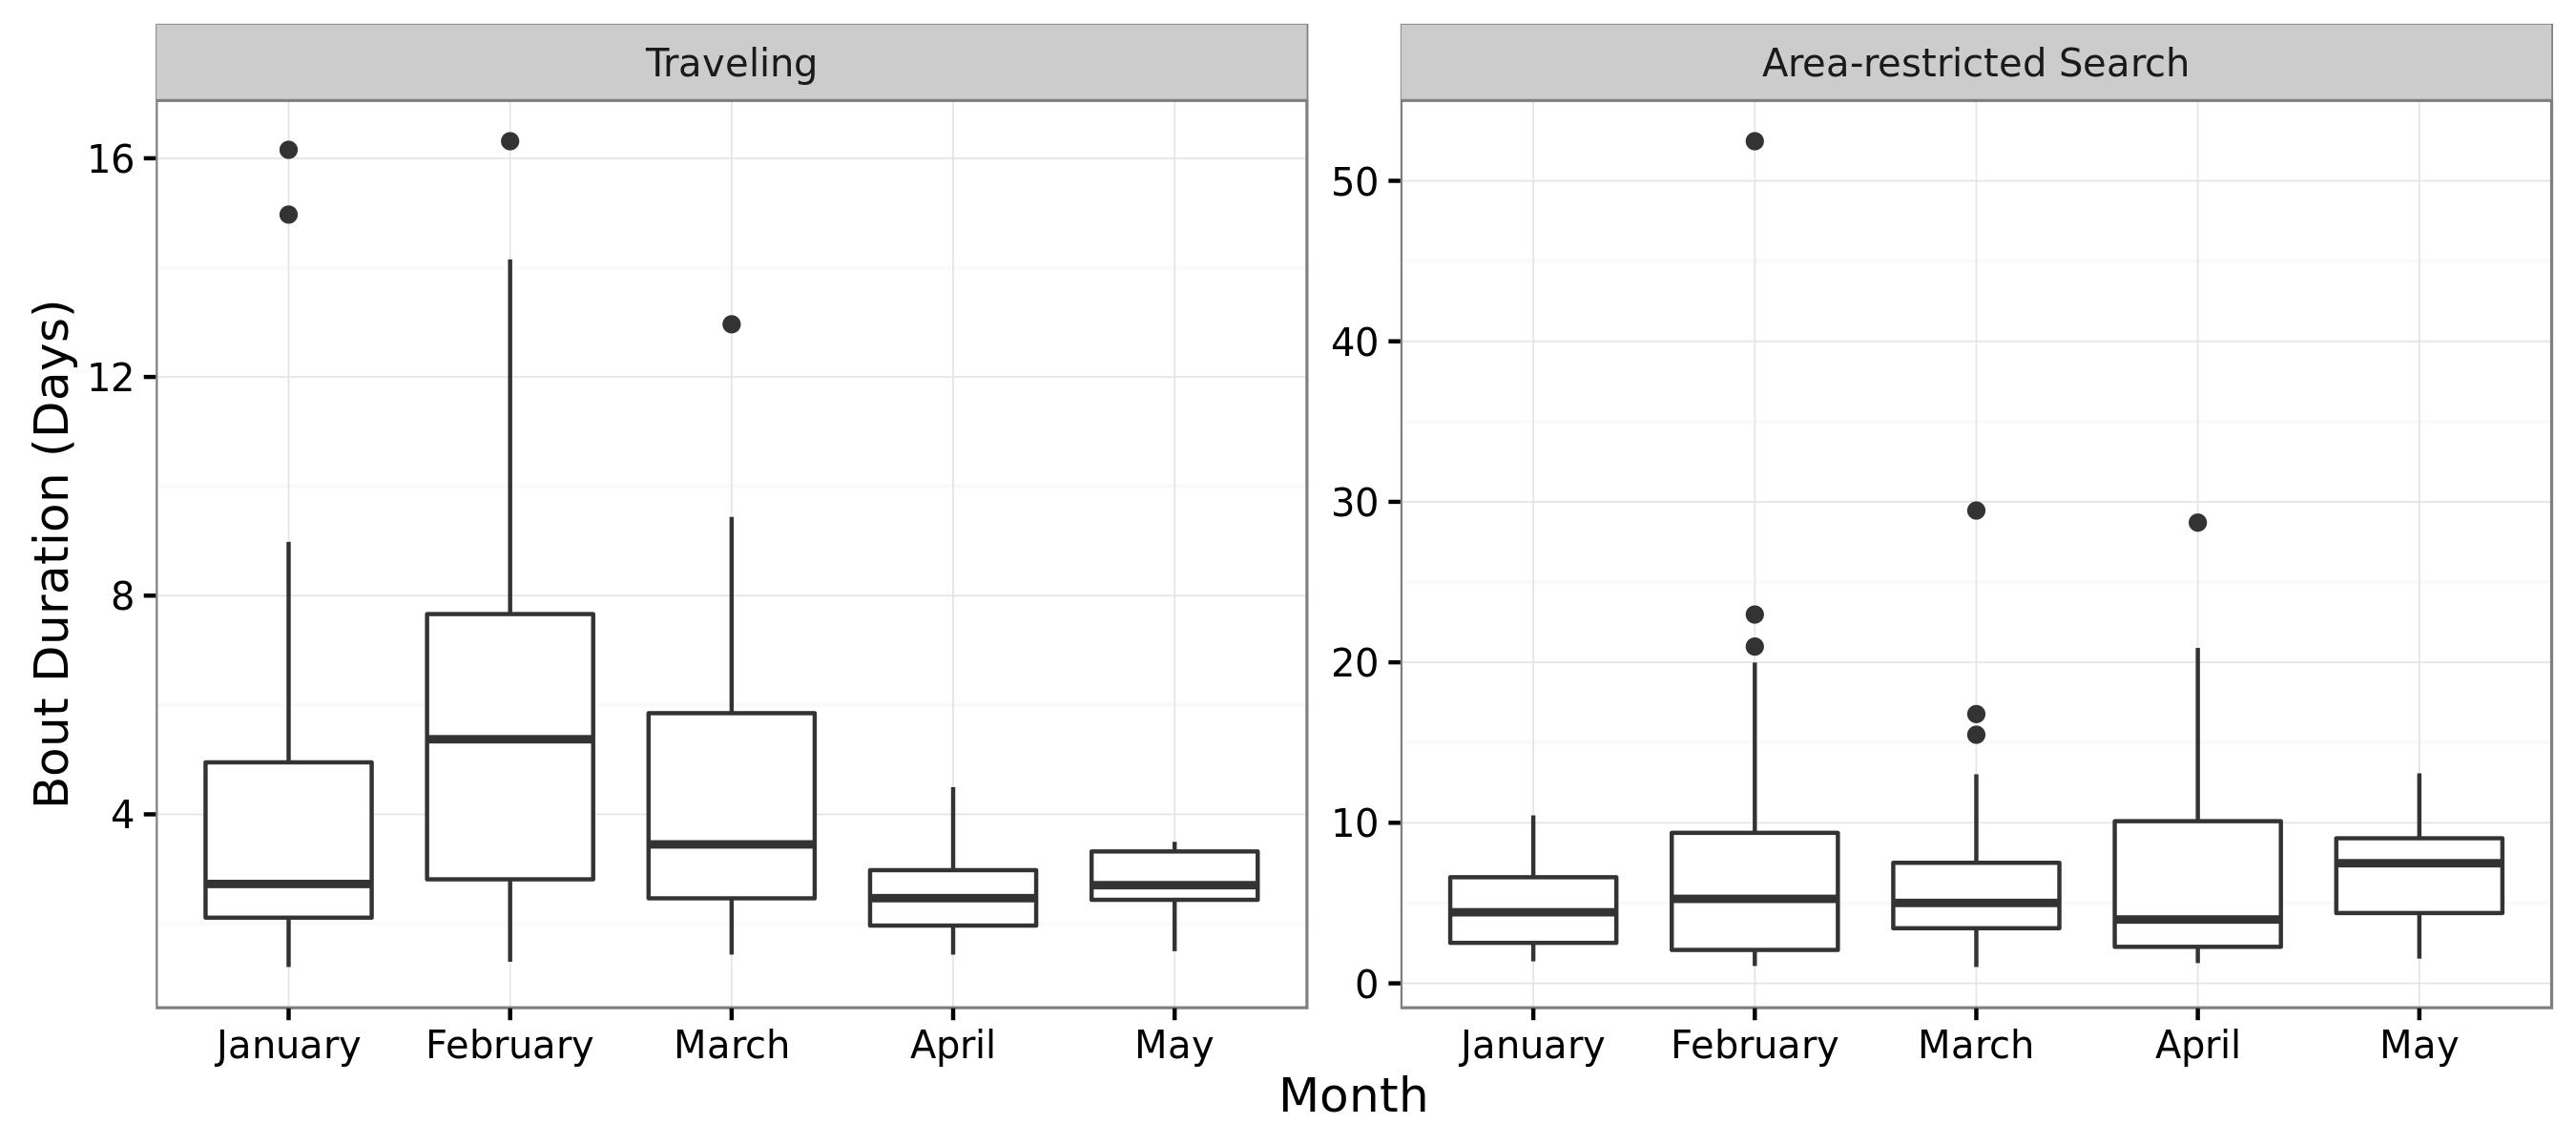 Traveling
Area-restricted Search
Bout Duration (Days)
16
12
8
4
50
40
30
20
10
0
January February March April May
January February March April May
Month